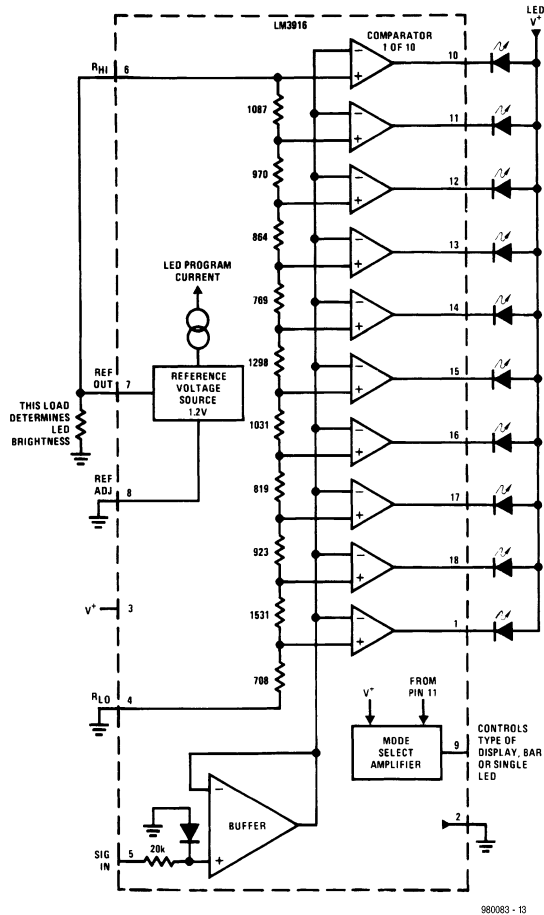 LED
V+
LM3916
COMPARATOR
1 OF 10
10
RHI 6
1087
11
970
12
864
13
LED PROGRAM
CURRENT
769
14
1298
15
REF
OUT 7
REFERENCE
VOLTAGE
SOURCE
1.2V
THIS LOAD
DETERMINES
LED
BRIGHTNESS
1031
16
REF
ADJ 8
819
17
923
18
V+ 3
1531
1
708
RLO 4
V+
FROM
PIN 11
MODE
SELECT
AMPLIFIER
9
CONTROLS
TYPE OF
DISPLAY, BAR
OR SINGLE
LED
BUFFER
2
20k
SIG
IN 5
980083 - 13